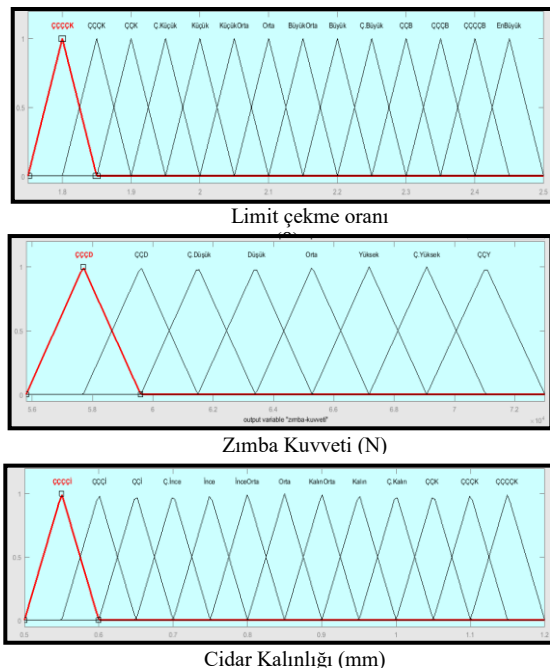 ÇÇÇÇK ÇÇÇK ÇÇK Ç.Küçük Küçük KüçükOrta Orta BüyükOrta Büyük Ç.Büyük ÇÇB ÇÇÇB ÇÇÇÇB EnBüyük
1
0.5
0
1.8 1.9 2 2.1 2.2 2.3 2.4 2.5
Limit çekme oranı
ÇÇÇD ÇÇD Ç.Düşük Düşük Orta Yüksek Ç.Yüksek ÇÇY
1
0.5
0
5.6 5.8 6 6.2 6.4 6.6 6.8 7 7.2
output variable "zımba-kuvveti"
Zımba Kuvveti (N)
ÇÇÇÇİ ÇÇÇİ ÇÇİ Ç.İnce İnce İnceOrta Orta KalınOrta Kalın Ç.Kalın ÇÇK ÇÇÇK ÇÇÇÇK
1
0.5
0
0.5 0.6 0.7 0.8 0.9 1 1.1 1.2
Cidar Kalınlığı (mm)